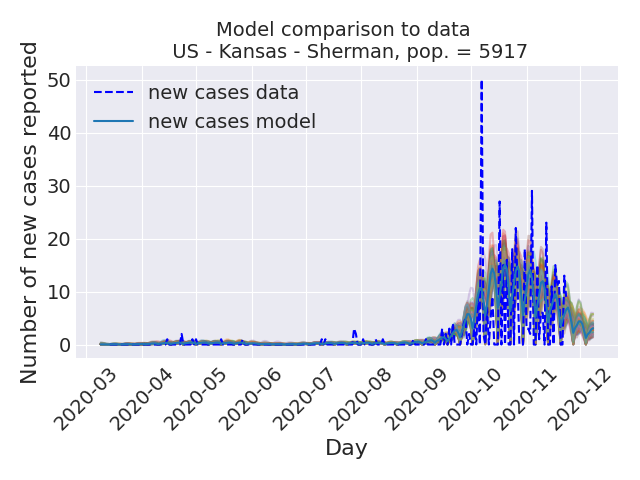 Model comparison to data
US - Kansas - Sherman, pop. = 5917
Number of new cases reported
50
40
30
20
10
0
new cases data
new cases model
2020-03
2020-04
2020-05
2020-06
2020-07
2020-08
2020-09
2020-10
2020-11
2020-12
Day